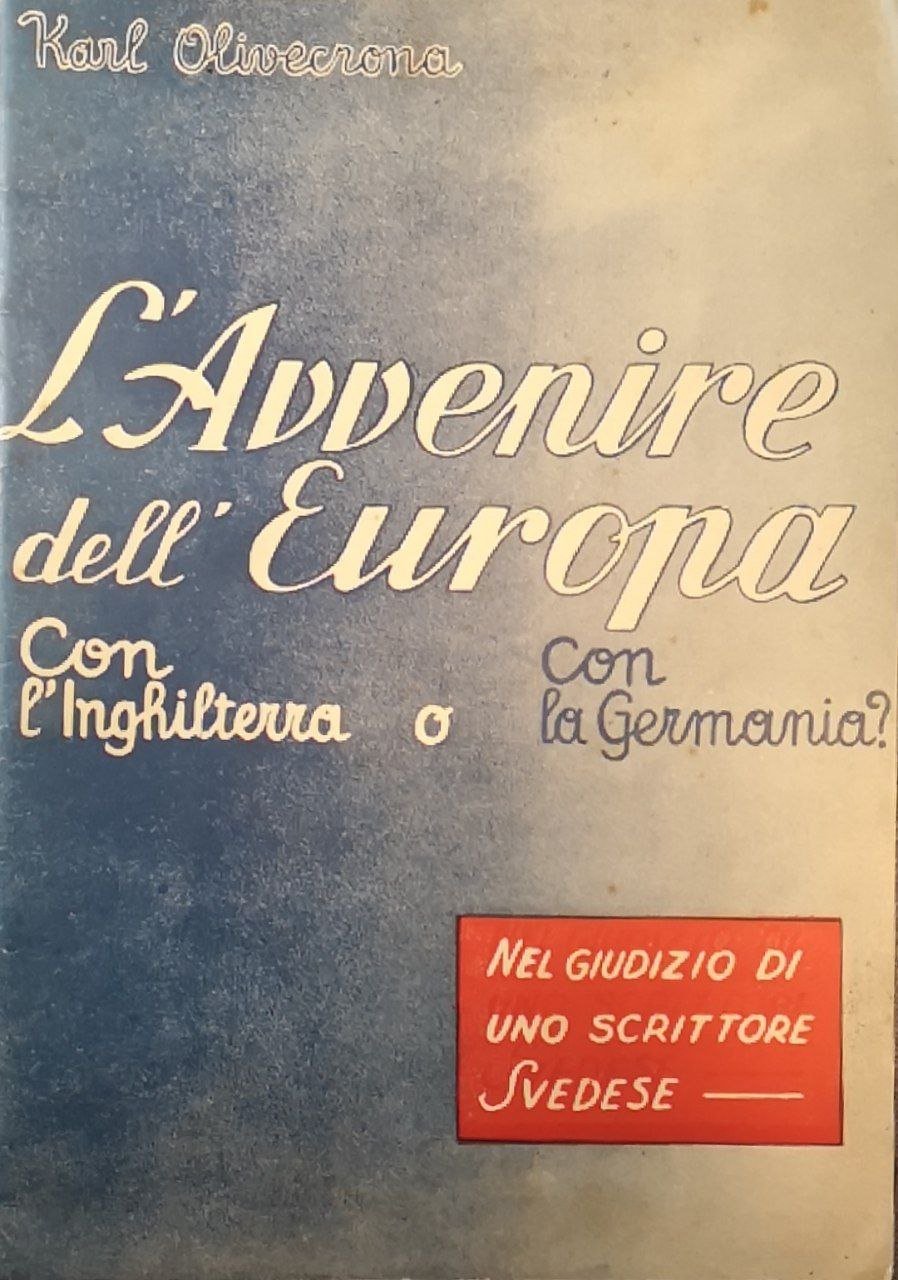 Karl Olivecrona
L'Avvenire
dell'Europa
Con con
l'Inghilterra o la Germania?
NEL GIUDIZIO DI
UNO SCRITTORE
SVEDESE —